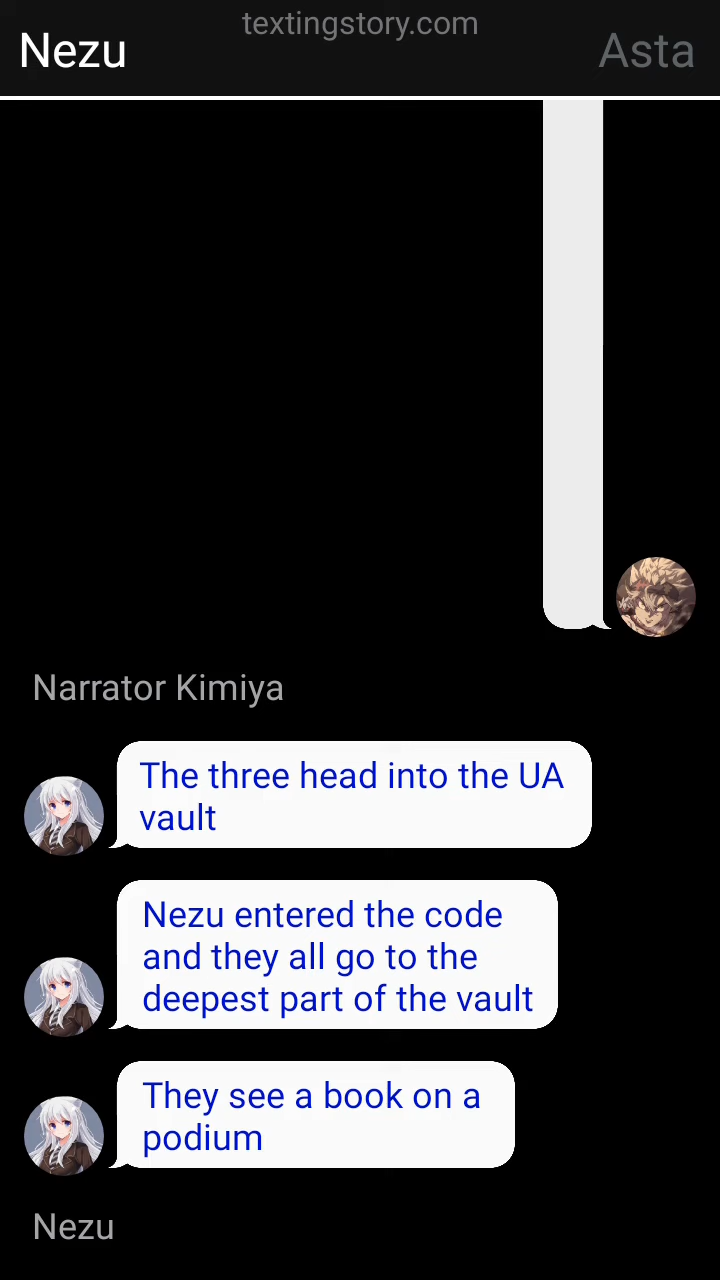 textingstory.com
Nezu
Asta
Narrator Kimiya
The three head into the UA
vault
Nezu entered the code
and they all go to the
deepest part of the vault
They see a book on a
podium
Nezu